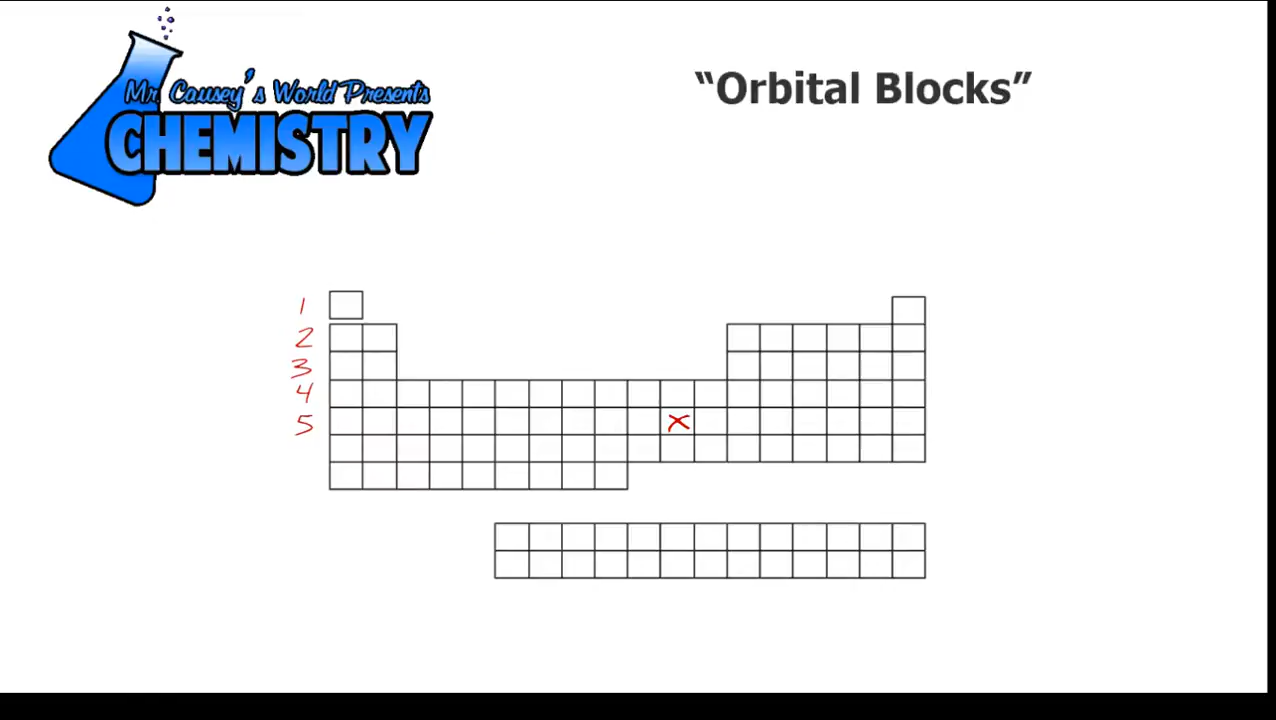 Mr. Causey's World Presents
CHEMISTRY
“Orbital Blocks”
1
2
3
4
5
X